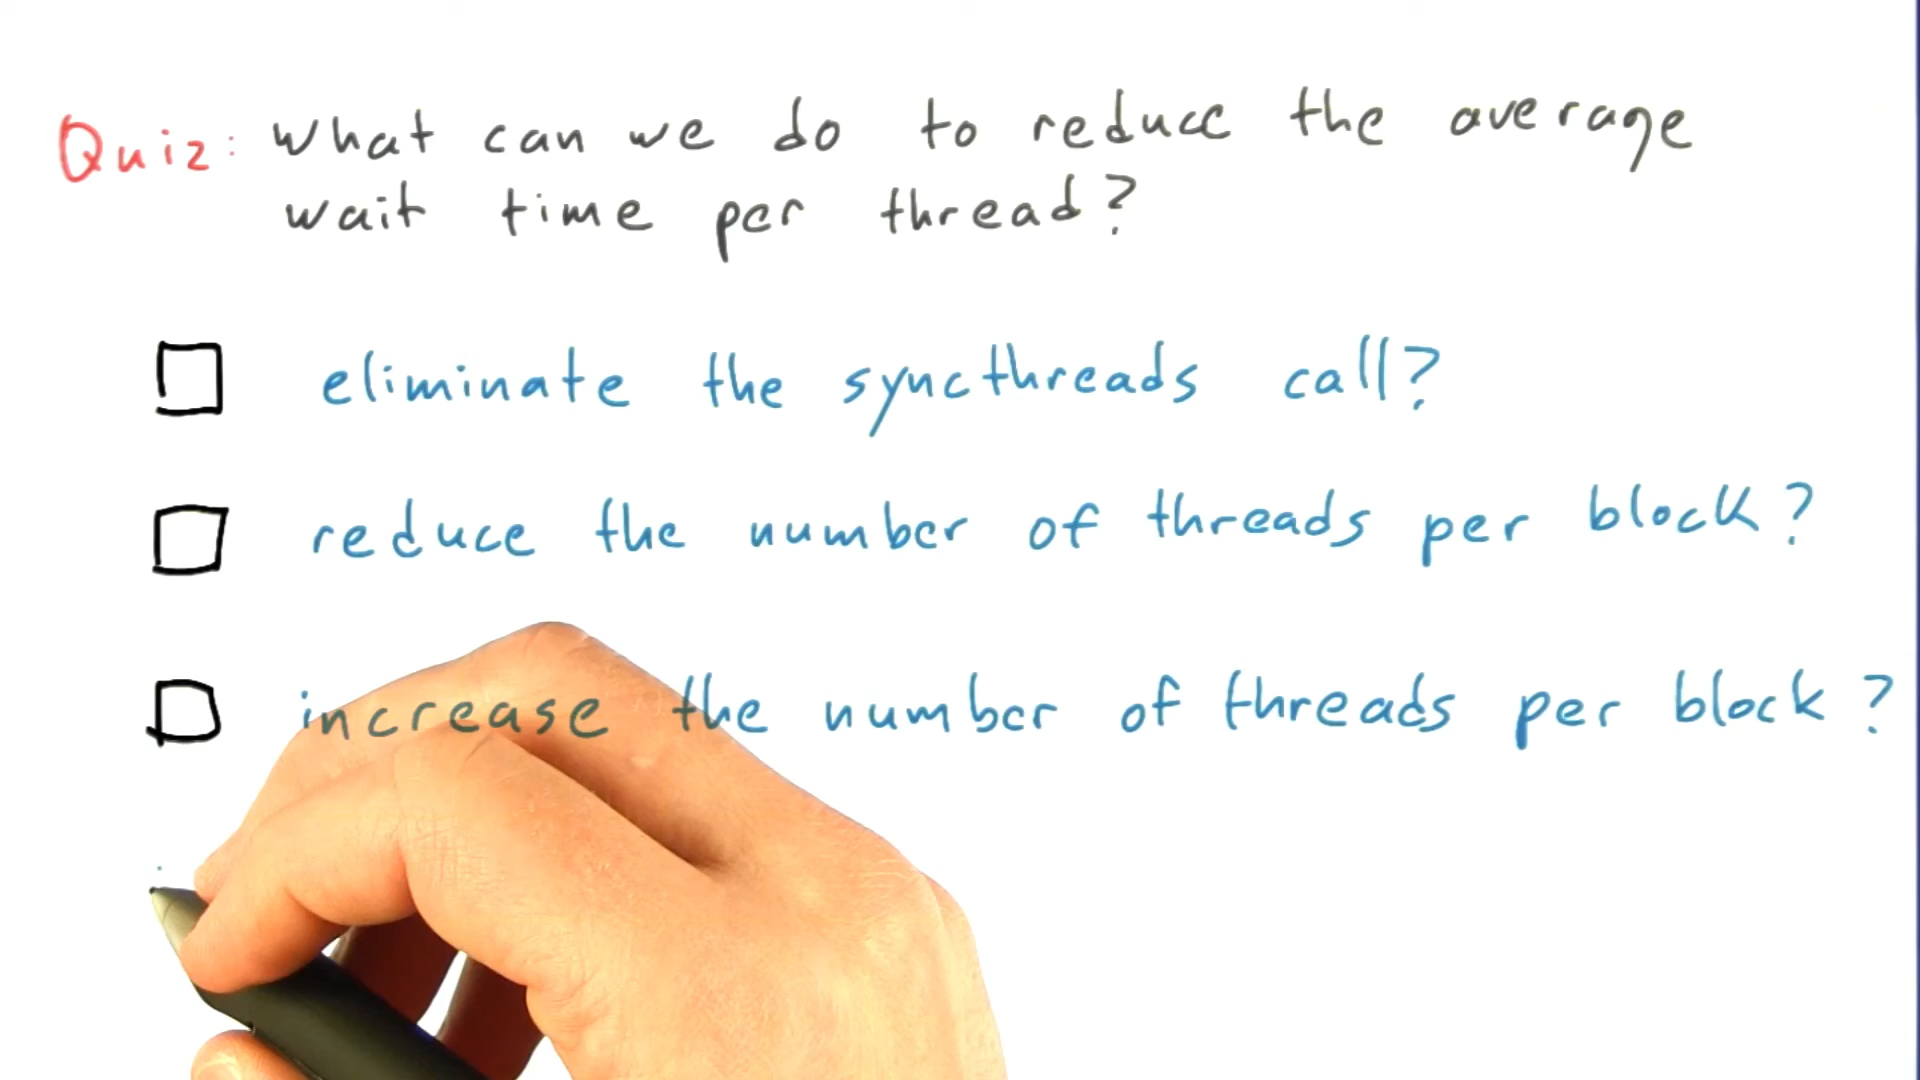 Quiz: What can we do to reduce the average
wait time per thread?
eliminate the syncthreads call?
reduce the number of threads per block?
increase the number of threads per block?